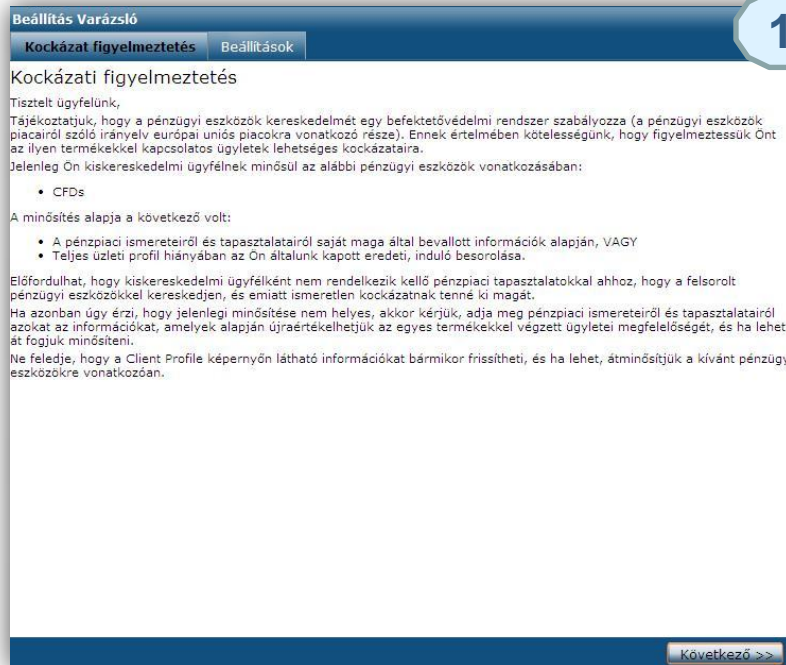 Beállítás Varázsló
1
Kockázat figyelmeztetés Beállítások
Kockázati figyelmeztetés
Tisztelt ügyfelünk,
Tájékoztatjuk, hogy a pénzügyi eszközök kereskedelmét egy befektetővédelmi rendszer szabályozza (a pénzügyi eszközök
piacairól szóló irányelv európai uniós piacokra vonatkozó része). Ennek értelmében kötelességünk, hogy figyelmeztessük Önt
az ilyen termékekkel kapcsolatos ügyletek lehetséges kockázataira.
Jelenleg Ön kiskereskedelmi ügyfélnek minősül az alábbi pénzügyi eszközök vonatkozásában:
• CFDs
A minősítés alapja a következő volt:
• A pénzpiaci ismereteiről és tapasztalatairól saját maga által bevallott információk alapján, VAGY
• Teljes üzleti profil hiányában az Ön általunk kapott eredeti, induló besorolása.
Előfordulhat, hogy kiskereskedelmi ügyfélként nem rendelkezik kellő pénzpiaci tapasztalatokkal ahhoz, hogy a felsorolt
pénzügyi eszközökkel kereskedjen, és emiatt ismeretlen kockázatnak tenné ki magát.
Ha azonban úgy érzi, hogy jelenlegi minősítése nem helyes, akkor kérjük, adja meg pénzpiaci ismereteiről és tapasztalatairól
azokat az információkat, amelyek alapján újraértékelhetjük az egyes termékekkel végzett ügyletei megfelelőségét, és ha lehet
át fogjuk minősíteni.
Ne feledje, hogy a Client Profile képernyőn látható információkat bármikor frissítheti, és ha lehet, átminősítjük a kívánt pénzügy
eszközökre vonatkozóan.
Következő >>